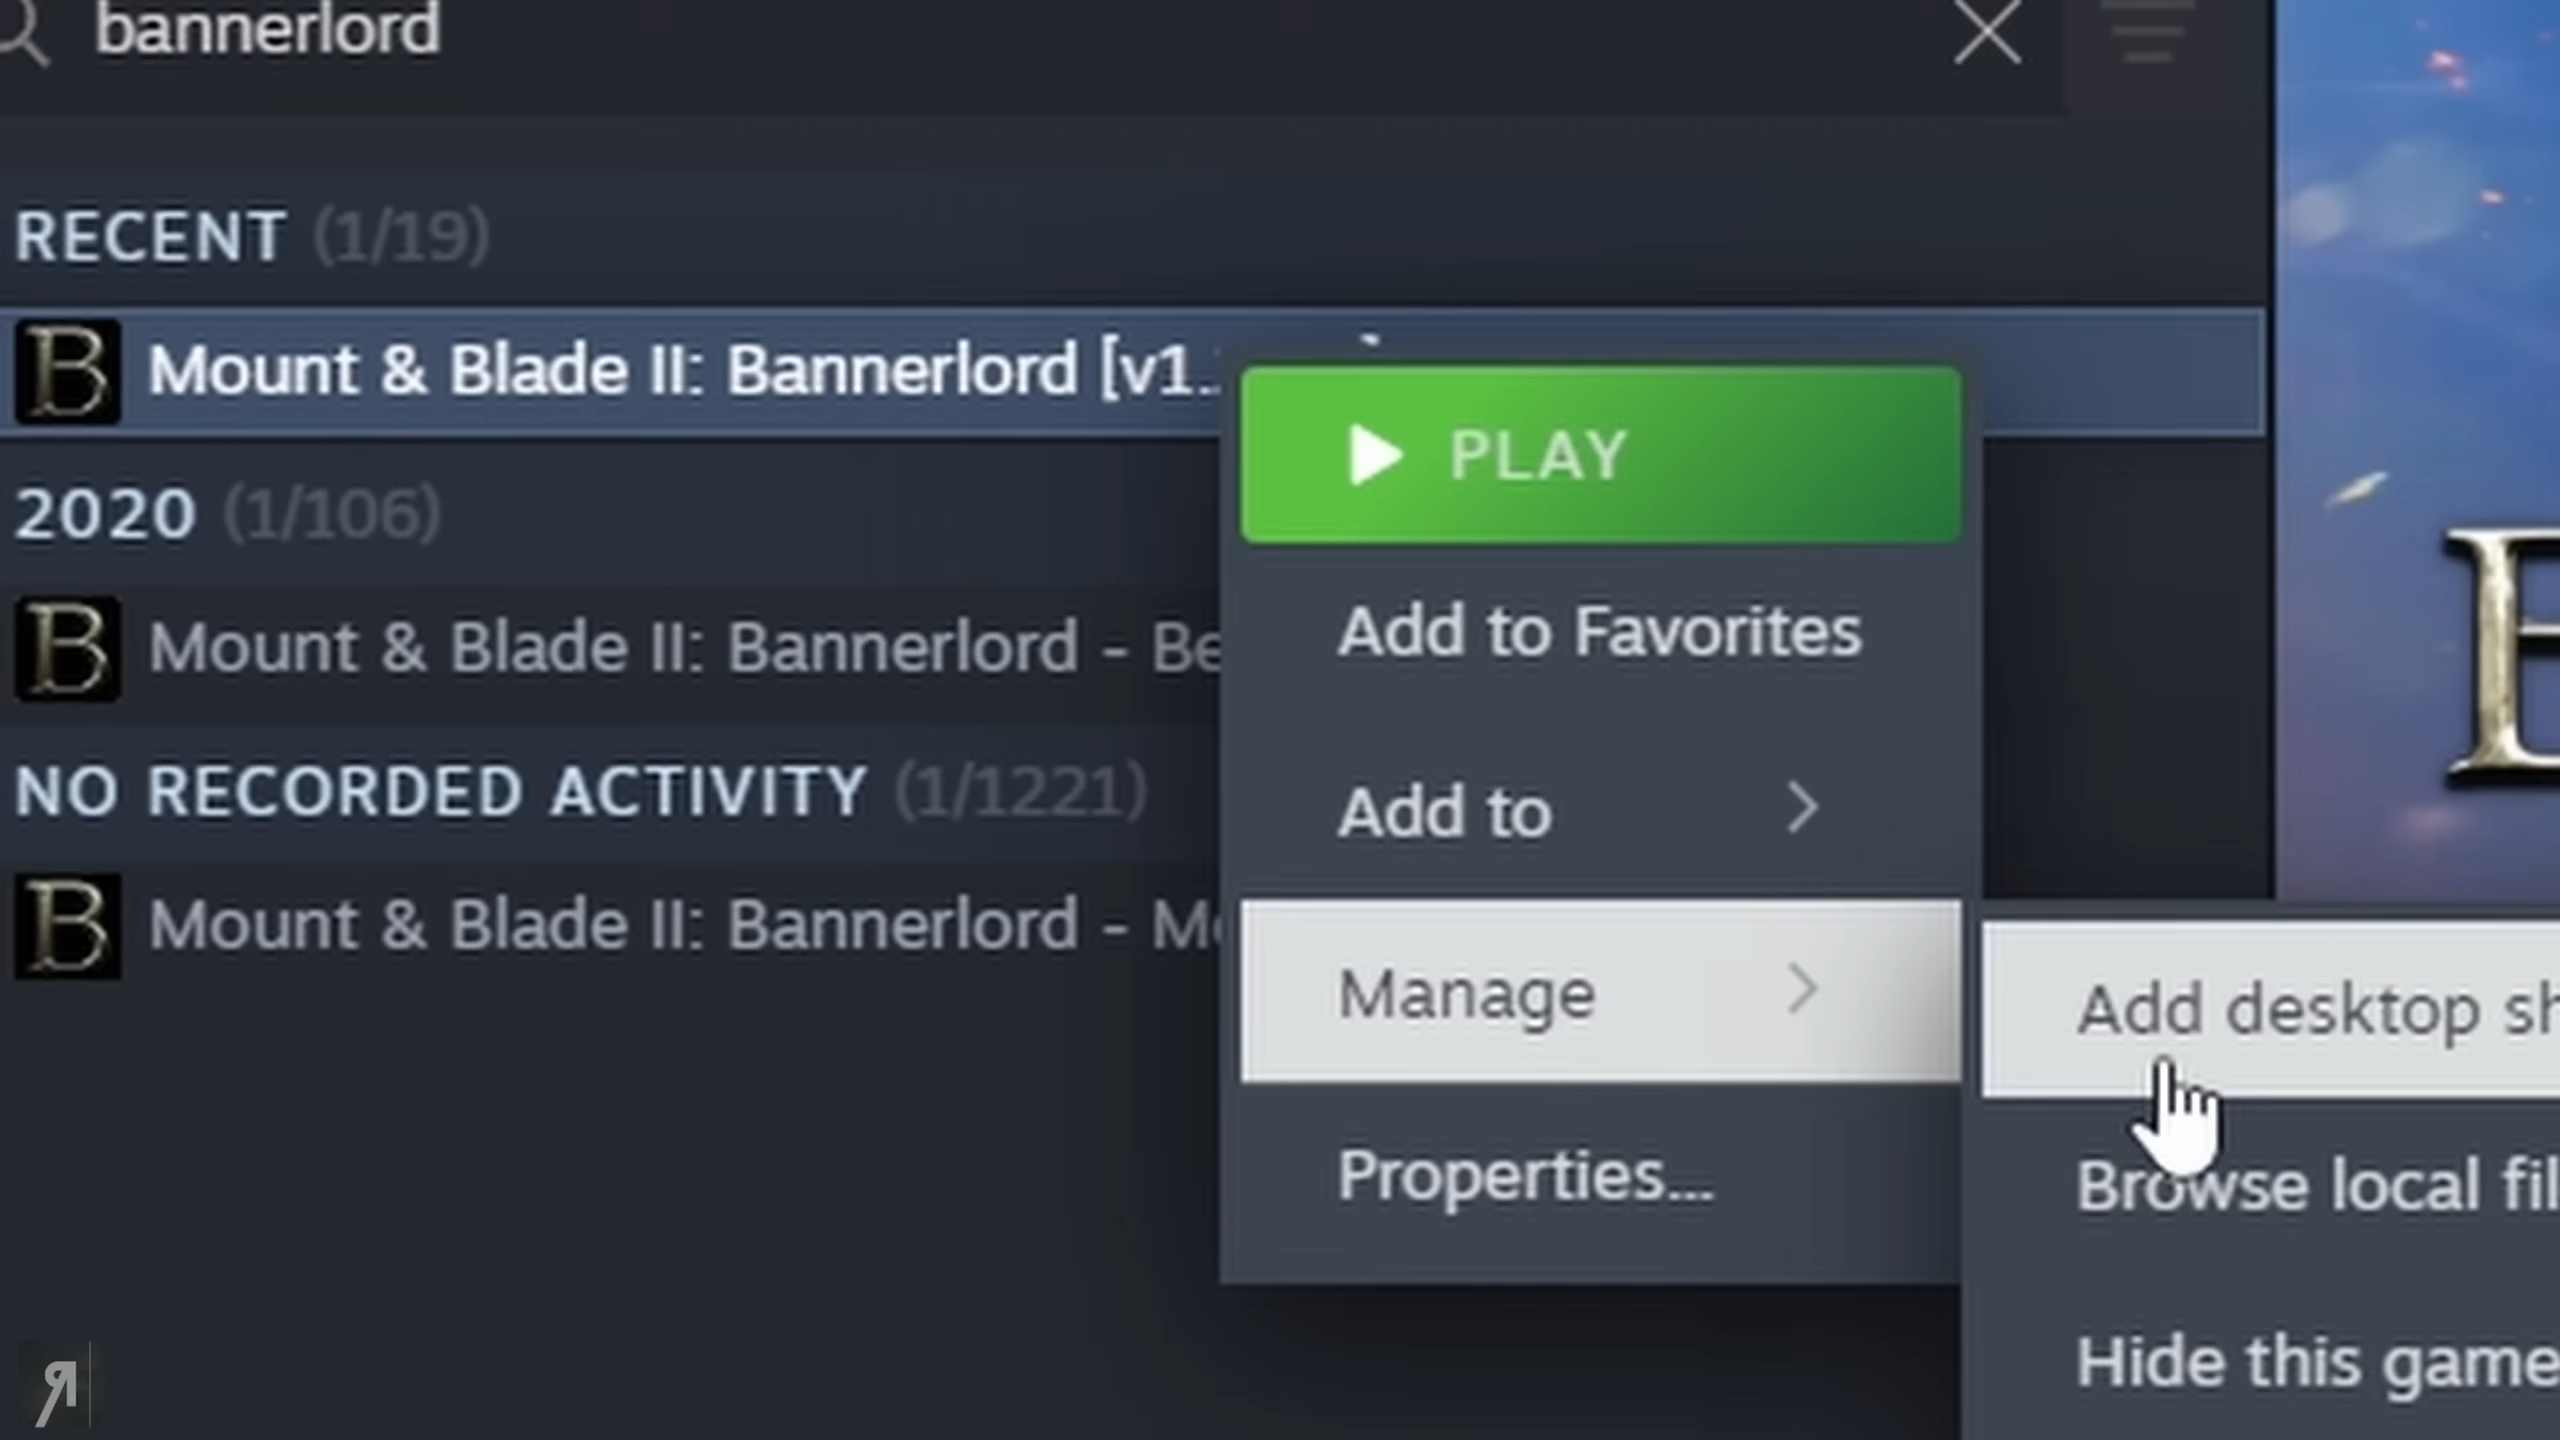 bannerlord
RECENT (1/19)
Mount & Blade II: Bannerlord [v1.
PLAY
2020 (1/106)
Add to Favorites
Mount & Blade II: Bannerlord - Be
NO RECORDED ACTIVITY (1/1221)
Add to
Mount & Blade II: Bannerlord - M
Manage
Add desktop sh
Properties...
Browse local fil
Hide this game